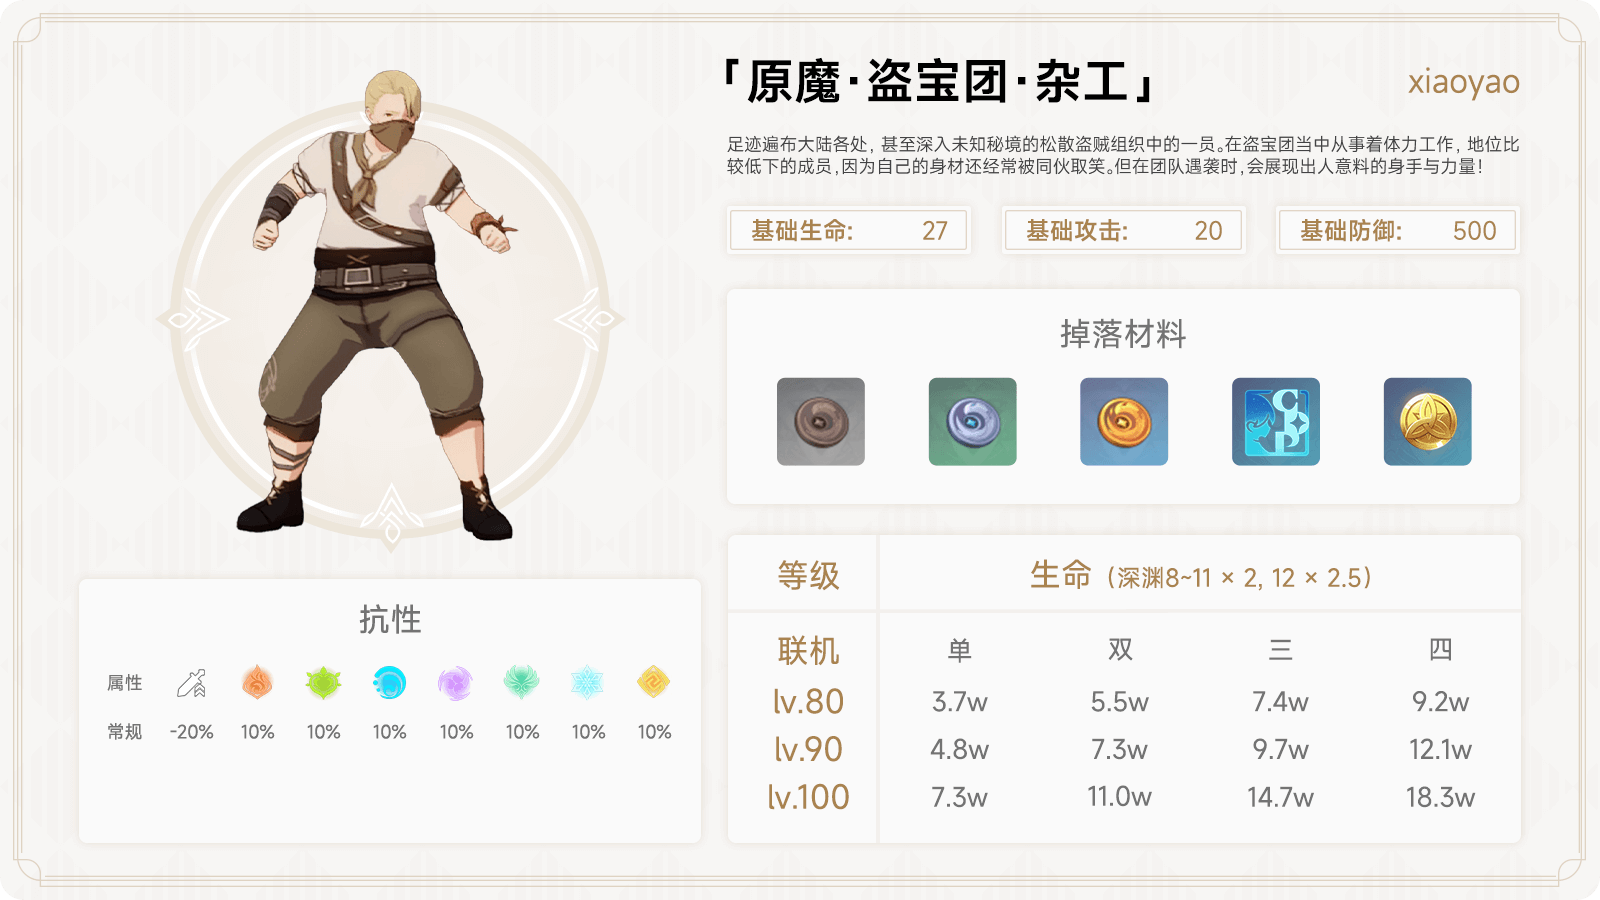 「原魔·盗宝团·杂工」
xiaoyao
足迹遍布大陆各处，甚至深入未知秘境的松散盗贼组织中的一员。在盗宝团当中从事着体力工作，地位比
较低下的成员，因为自己的身材还经常被同伙取笑。但在团队遇袭时，会展现出人意料的身手与力量！
基础生命: 27
基础攻击: 20
基础防御: 500
掉落材料
抗性
属性
常规 -20% 10% 10% 10% 10% 10% 10% 10%
等级 生命（深渊8~11 × 2, 12 × 2.5）
联机 单 双 三 四
lv.80 3.7w 5.5w 7.4w 9.2w
lv.90 4.8w 7.3w 9.7w 12.1w
lv.100 7.3w 11.0w 14.7w 18.3w